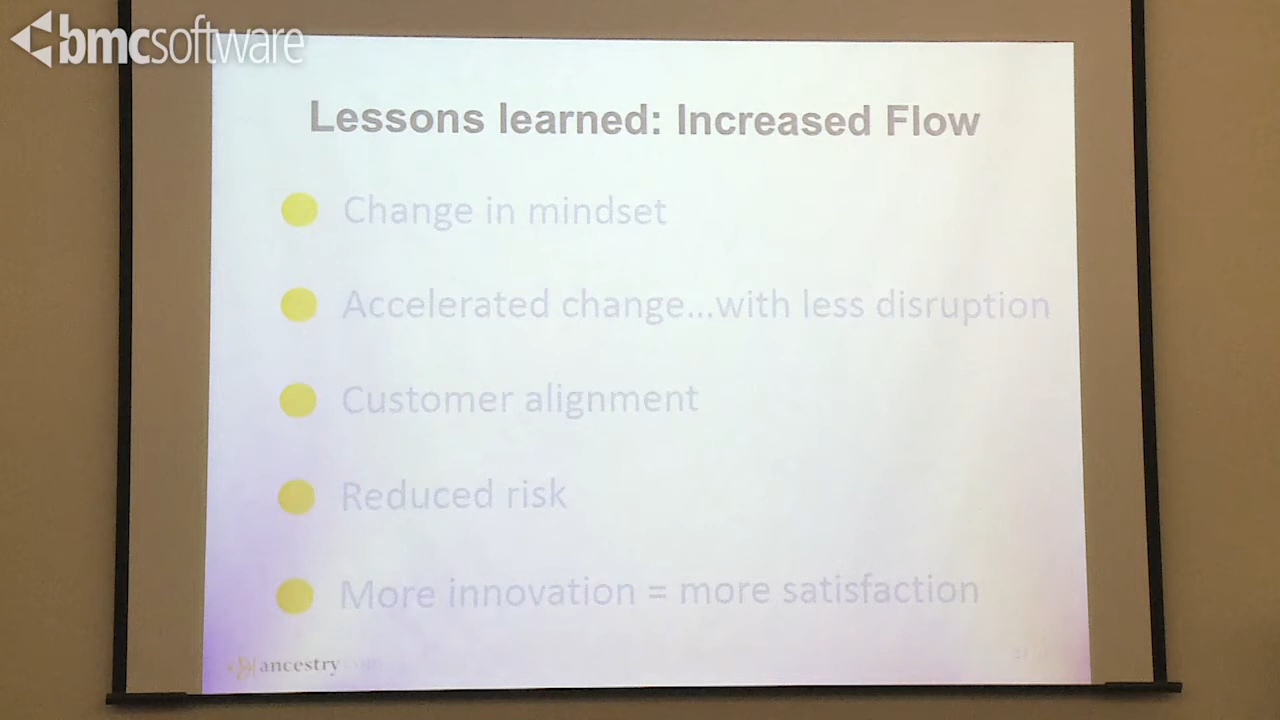 bmcsoftware
Lessons learned: Increased Flow
Change in mindset
Accelerated change...with less disruption
Customer alignment
Reduced risk
More innovation = more satisfaction
ancestry.com